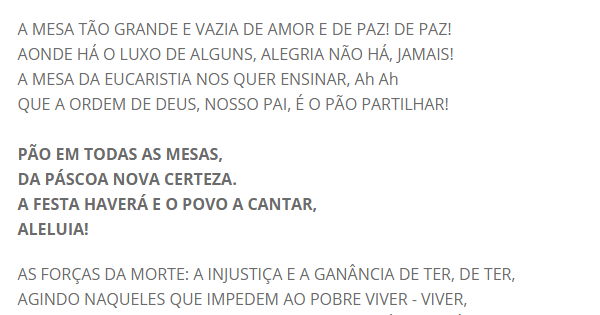 A MESA TÃO GRANDE E VAZIA DE AMOR E DE PAZ! DE PAZ!
AONDE HÁ O LUXO DE ALGUNS, ALEGRIA NÃO HÁ, JAMAIS!
A MESA DA EUCARISTIA NOS QUER ENSINAR, Ah Ah
QUE A ORDEM DE DEUS, NOSSO PAI, É O PÃO PARTILHAR!
PÃO EM TODAS AS MESAS,
DA PÁSCOA NOVA CERTEZA.
A FESTA HAVERÁ E O POVO A CANTAR,
ALELUIA!
AS FORÇAS DA MORTE: A INJUSTIÇA E A GANÂNCIA DE TER, DE TER,
AGINDO NAQUELES QUE IMPEDEM AO POBRE VIVER - VIVER,